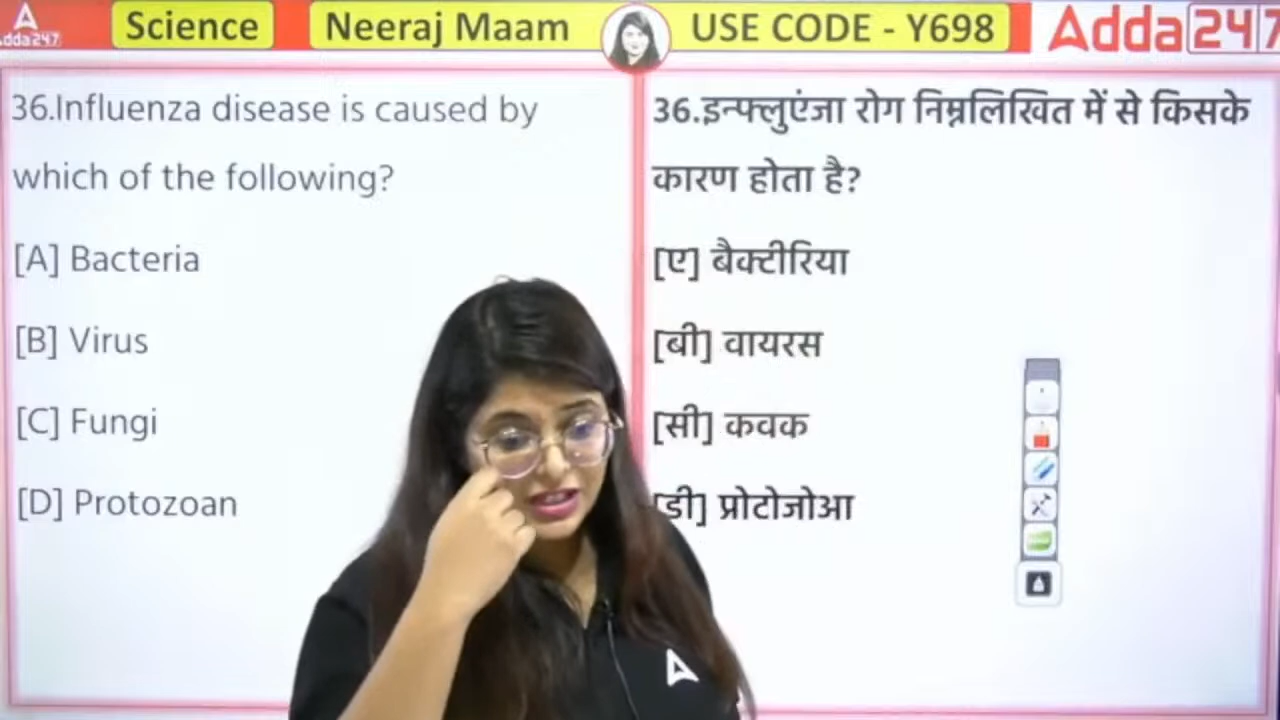 Adda247
Science
Neeraj Maam
USE CODE - Y698
Adda247
36.Influenza disease is caused by
which of the following?
[A] Bacteria
[B] Virus
[C] Fungi
[D] Protozoan
36.इन्फ्लुएंजा रोग निम्नलिखित में से किसके
कारण होता है?
[ए] बैक्टीरिया
[बी] वायरस
[सी] कवक
[डी] प्रोटोजोआ